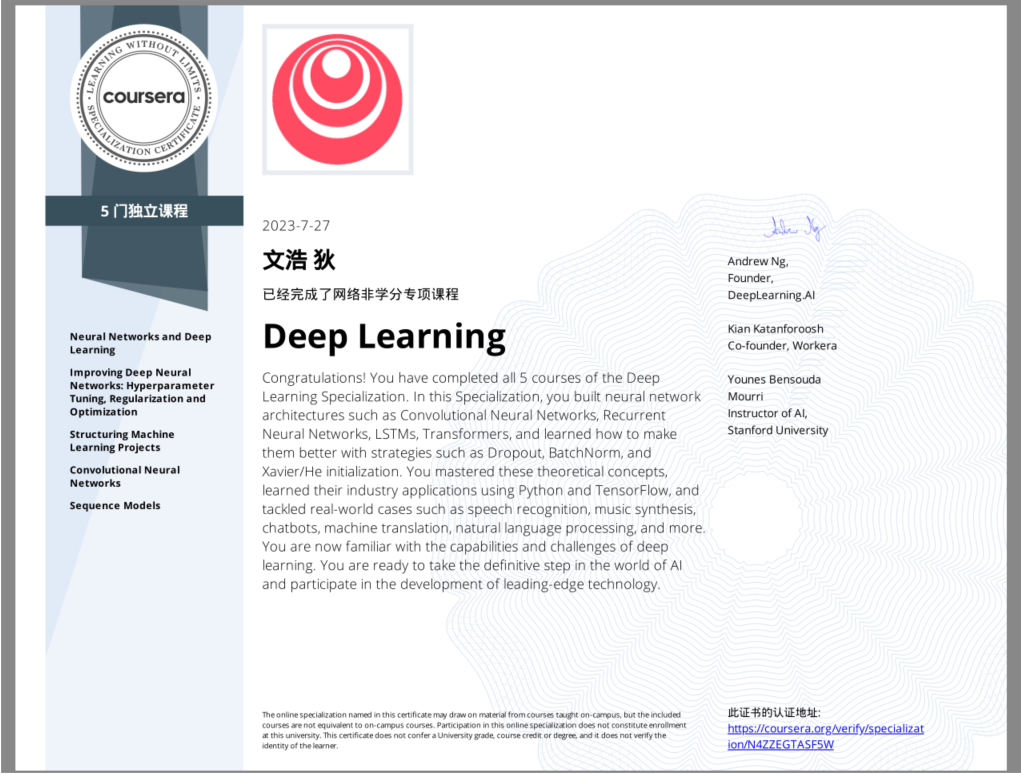 LEARNING WITHOUT LIMITS
coursera
SPECIALIZATION CERTIFICATE
5 门独立课程
Neural Networks and Deep
Learning
Improving Deep Neural
Networks: Hyperparameter
Tuning, Regularization and
Optimization
Structuring Machine
Learning Projects
Convolutional Neural
Networks
Sequence Models
2023-7-27
文浩 狄
已经完成了网络非学分专项课程
Deep Learning
Congratulations! You have completed all 5 courses of the Deep
Learning Specialization. In this Specialization, you built neural network
architectures such as Convolutional Neural Networks, Recurrent
Neural Networks, LSTMs, Transformers, and learned how to make
them better with strategies such as Dropout, BatchNorm, and
Xavier/He initialization. You mastered these theoretical concepts,
learned their industry applications using Python and TensorFlow, and
tackled real-world cases such as speech recognition, music synthesis,
chatbots, machine translation, natural language processing, and more.
You are now familiar with the capabilities and challenges of deep
learning. You are ready to take the definitive step in the world of AI
and participate in the development of leading-edge technology.
Andrew Ng
Andrew Ng,
Founder,
DeepLearning.AI
Kian Katanforoosh
Co-founder, Workera
Younes Bensouda
Mourri
Instructor of AI,
Stanford University
The online specialization named in this certificate may draw on material from courses taught on-campus, but the included
courses are not equivalent to on-campus courses. Participation in this online specialization does not constitute enrollment
at this university. This certificate does not confer a University grade, course credit or degree, and it does not verify the
identity of the learner.
此证书的认证地址:
https://coursera.org/verify/specializat
ion/N4ZZEGTASF5W